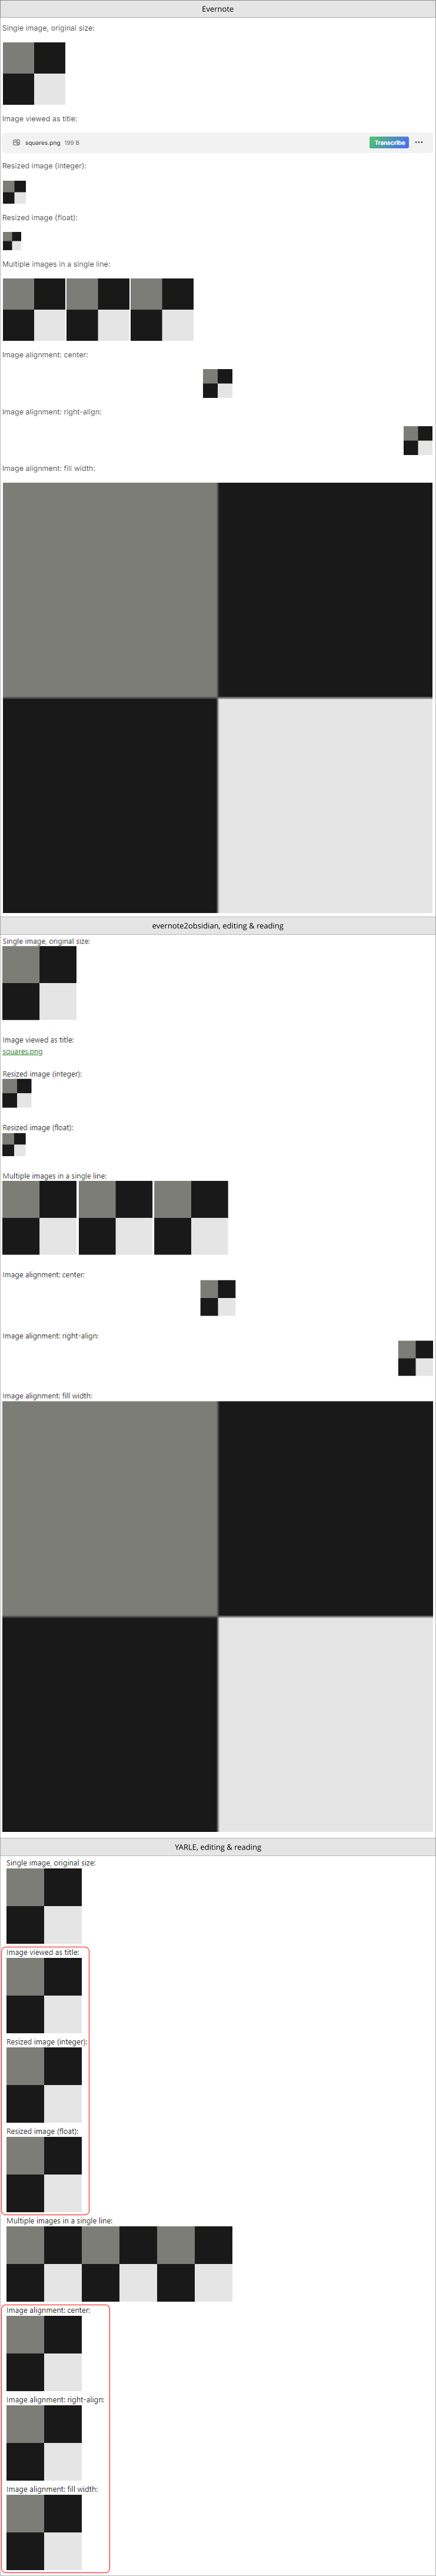 Evernote
Single image, original size:
Image viewed as title:
squares.png 199 B Transcribe ···
Resized image (integer):
Resized image (float):
Multiple images in a single line:
Image alignment: center:
Image alignment: right-align:
Image alignment: fill width:
evernote2obsidian, editing & reading
Single image, original size:
Image viewed as title:
squares.png
Resized image (integer):
Resized image (float):
Multiple images in a single line:
Image alignment: center:
Image alignment: right-align:
Image alignment: fill width:
YARLE, editing & reading
Single image, original size:
Image viewed as title:
Resized image (integer):
Resized image (float):
Multiple images in a single line:
Image alignment: center:
Image alignment: right-align:
Image alignment: fill width: